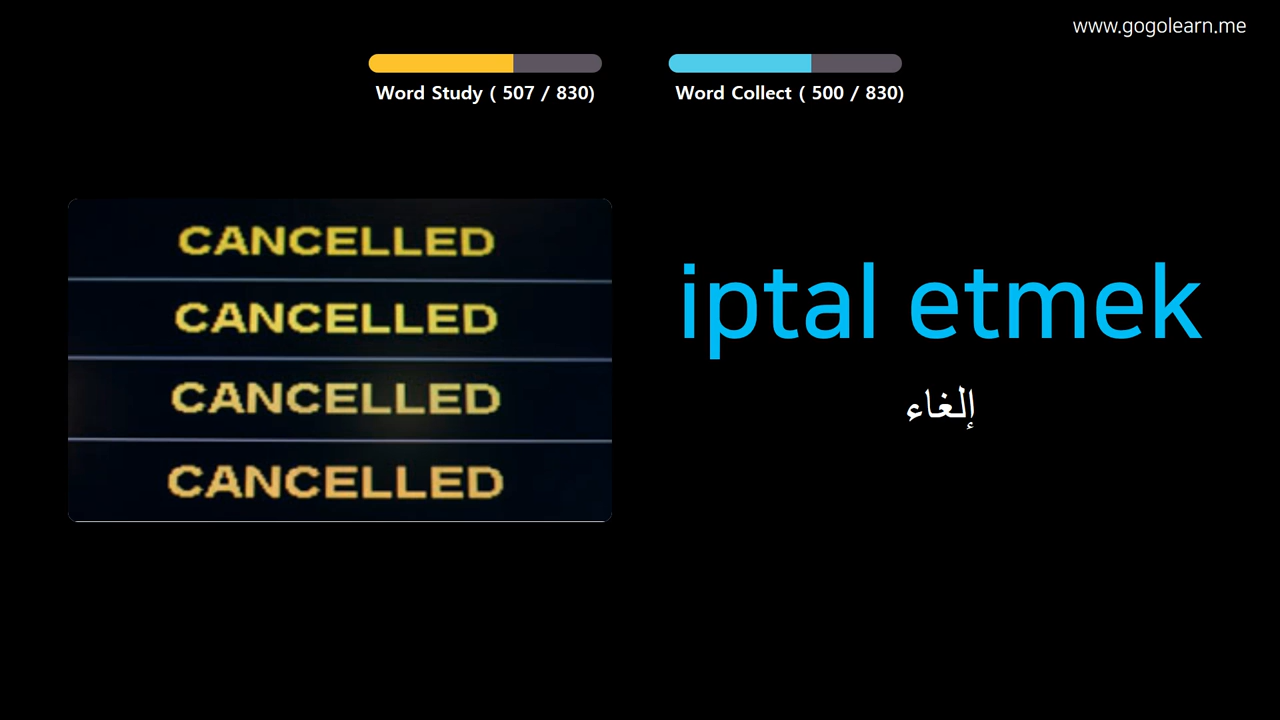 www.gogolearn.me
Word Study ( 507 / 830)
Word Collect ( 500 / 830)
CANCELLED
CANCELLED
CANCELLED
CANCELLED
iptal etmek
إلغاء